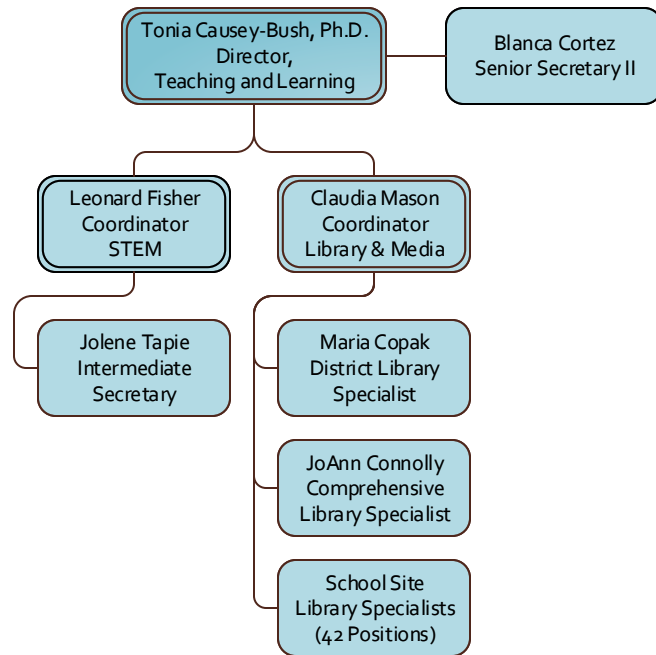 Tonia Causey-Bush, Ph.D.
Director,
Teaching and Learning
Blanca Cortez
Senior Secretary II
Leonard Fisher
Coordinator
STEM
Claudia Mason
Coordinator
Library & Media
Jolene Tapie
Intermediate
Secretary
Maria Copak
District Library
Specialist
JoAnn Connolly
Comprehensive
Library Specialist
School Site
Library Specialists
(42 Positions)